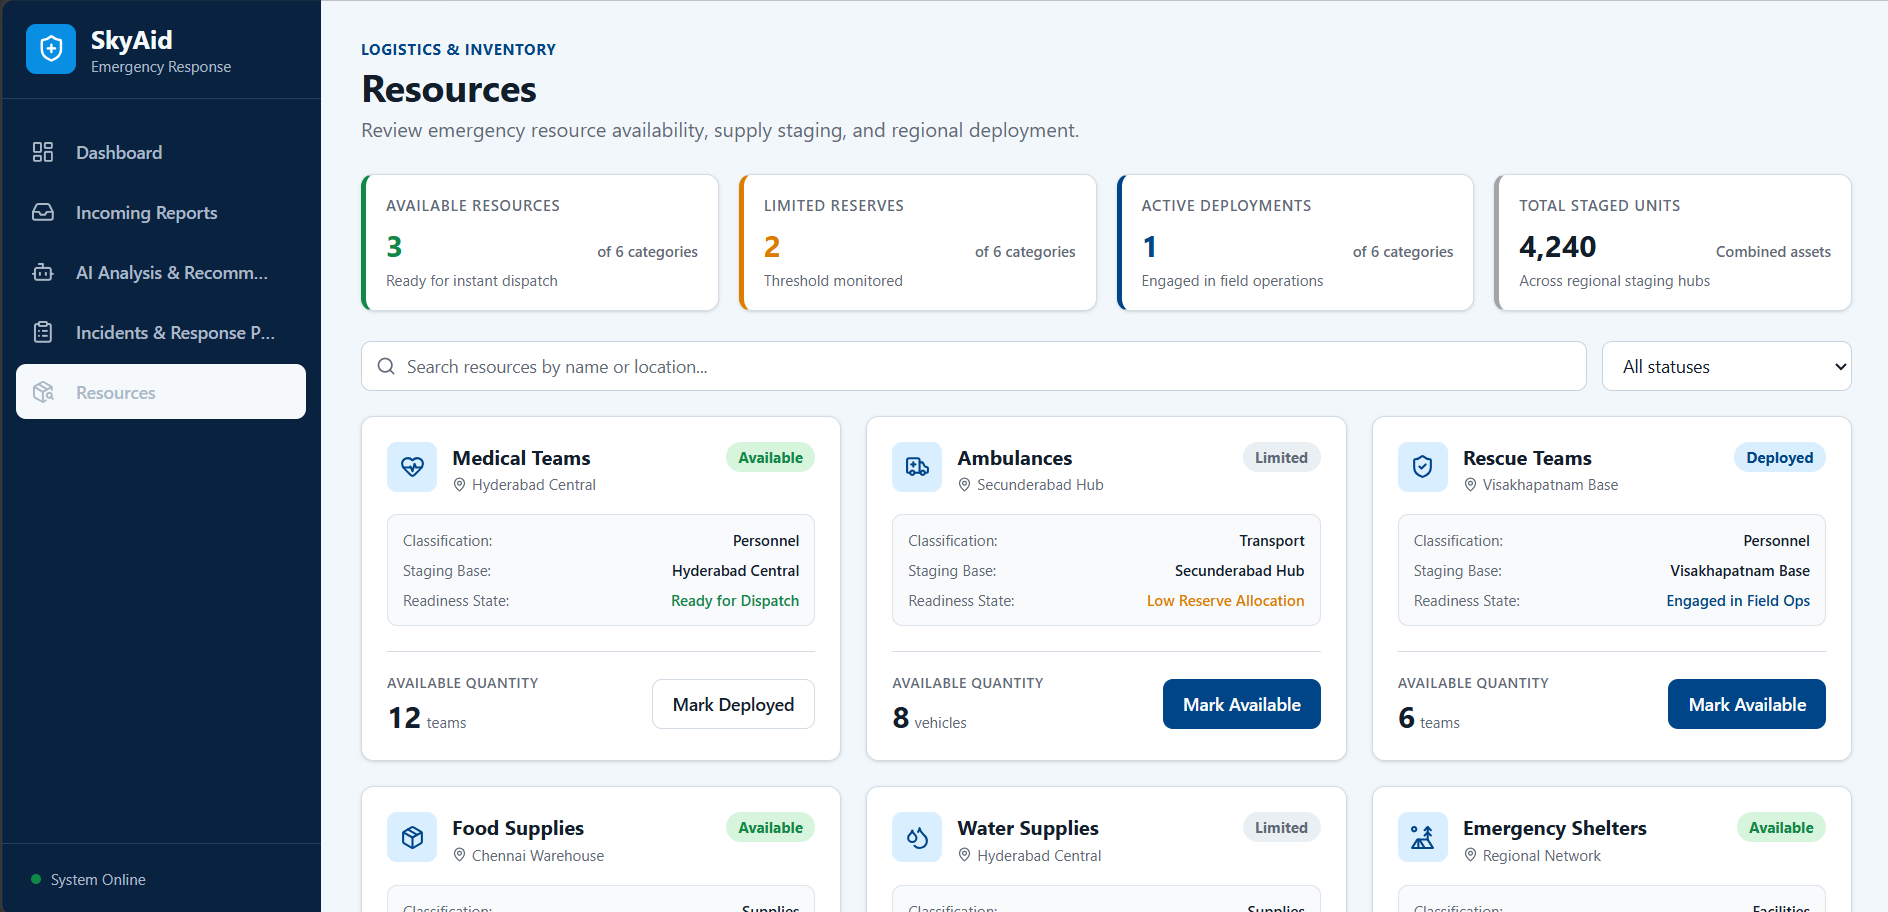 SkyAid
Emergency Response
Dashboard
Incoming Reports
AI Analysis & Recomm...
Incidents & Response P...
Resources
System Online
LOGISTICS & INVENTORY
Resources
Review emergency resource availability, supply staging, and regional deployment.
AVAILABLE RESOURCES
3 of 6 categories
Ready for instant dispatch
LIMITED RESERVES
2 of 6 categories
Threshold monitored
ACTIVE DEPLOYMENTS
1 of 6 categories
Engaged in field operations
TOTAL STAGED UNITS
4,240 Combined assets
Across regional staging hubs
Search resources by name or location...
All statuses
Medical Teams Available
Hyderabad Central
Classification: Personnel
Staging Base: Hyderabad Central
Readiness State: Ready for Dispatch
AVAILABLE QUANTITY
12 teams
Mark Deployed
Ambulances Limited
Secunderabad Hub
Classification: Transport
Staging Base: Secunderabad Hub
Readiness State: Low Reserve Allocation
AVAILABLE QUANTITY
8 vehicles
Mark Available
Rescue Teams Deployed
Visakhapatnam Base
Classification: Personnel
Staging Base: Visakhapatnam Base
Readiness State: Engaged in Field Ops
AVAILABLE QUANTITY
6 teams
Mark Available
Food Supplies Available
Chennai Warehouse
Classification: Supplies
Water Supplies Limited
Hyderabad Central
Classification: Supplies
Emergency Shelters Available
Regional Network
Classification: Facilities